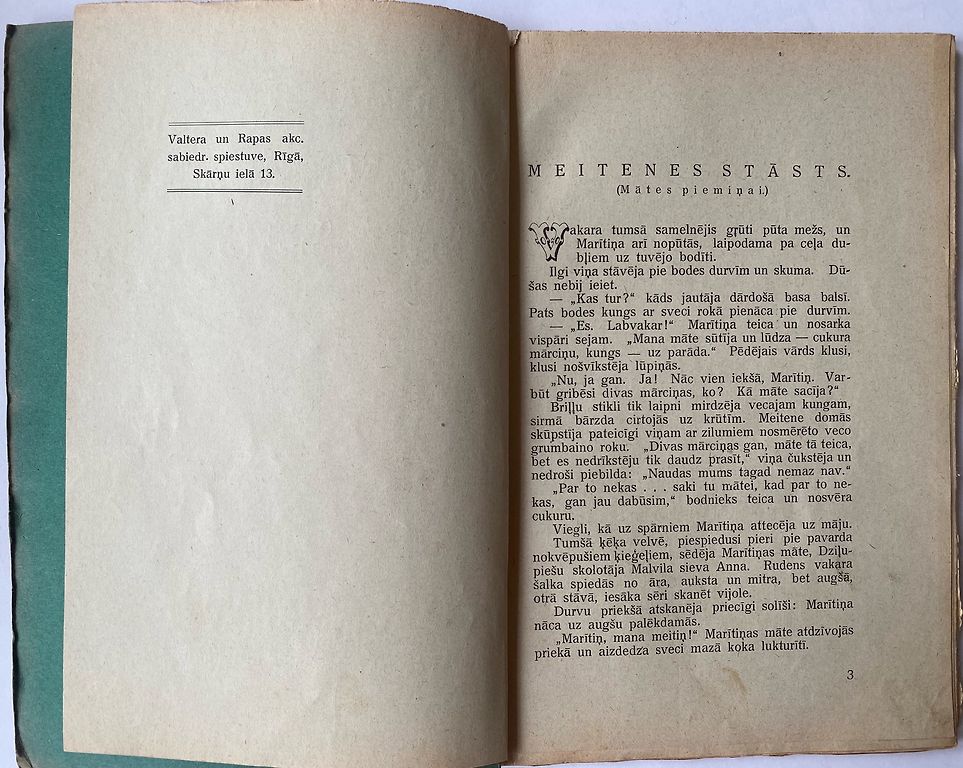 Valtera un Rapas akc.
sabiedr. spiestuve, Rīgā,
Skārņu ielā 13.
MEITENES STĀSTS.
(Mātes piemiņai.)
Vakara tumsā samelnējis grūti pūta mežs, un
Marītiņa arī nopūtās, laipodama pa ceļa du-
bļiem uz tuvējo bodīti.
Ilgi viņa stāvēja pie bodes durvīm un skuma. Dū-
šas nebij ieiet.
— „Kas tur?“ kāds jautāja dārdošā basa balsī.
Pats bodes kungs ar sveci rokā pienāca pie durvīm.
— „Es. Labvakar!“ Marītiņa teica un nosarka
vispāri sejam. „Mana māte sūtīja un lūdza — cukura
mārciņu, kungs — uz parāda.“ Pēdējais vārds klusi,
klusi nošvīkstēja lūpiņās.
„Nu, ja gan. Ja! Nāc vien iekšā, Marītiņ. Var-
būt gribēsi divas mārciņas, ko? Kā māte sacīja?“
Briļļu stikli tik laipni mirdzēja vecajam kungam,
sirmā bārzda cirtojās uz krūtīm. Meitene domās
skūpstīja pateicīgi viņam ar zilumiem nosmērēto veco
grumbaino roku. „Divas mārciņas gan, māte tā teica,
bet es nedrīkstēju tik daudz prasīt,“ viņa čukstēja un
nedroši piebilda: „Naudas mums tagad nemaz nav.“
„Par to nekas . . . saki tu mātei, kad par to ne-
kas, gan jau dabūsim,“ bodnieks teica un nosvēra
cukuru.
Viegli, kā uz spārniem Marītiņa attecēja uz māju.
Tumšā ķēķa velvē, piespiedusi pieri pie pavarda
nokvēpušiem ķieģeļiem, sēdēja Marītiņas māte, Dziļu-
piešu skolotāja Malvila sieva Anna. Rudens vakara
šalka spiedās no āra, auksta un mitra, bet augšā,
otrā stāvā, iesāka sēri skanēt vijole.
Durvu priekšā atskanēja priecīgi solīši: Marītiņa
nāca uz augšu palēkdamās.
„Marītiņ, mana meitiņ!“ Marītiņas māte atdzīvojās
priekā un aizdedza sveci mazā koka lukturītī.
3